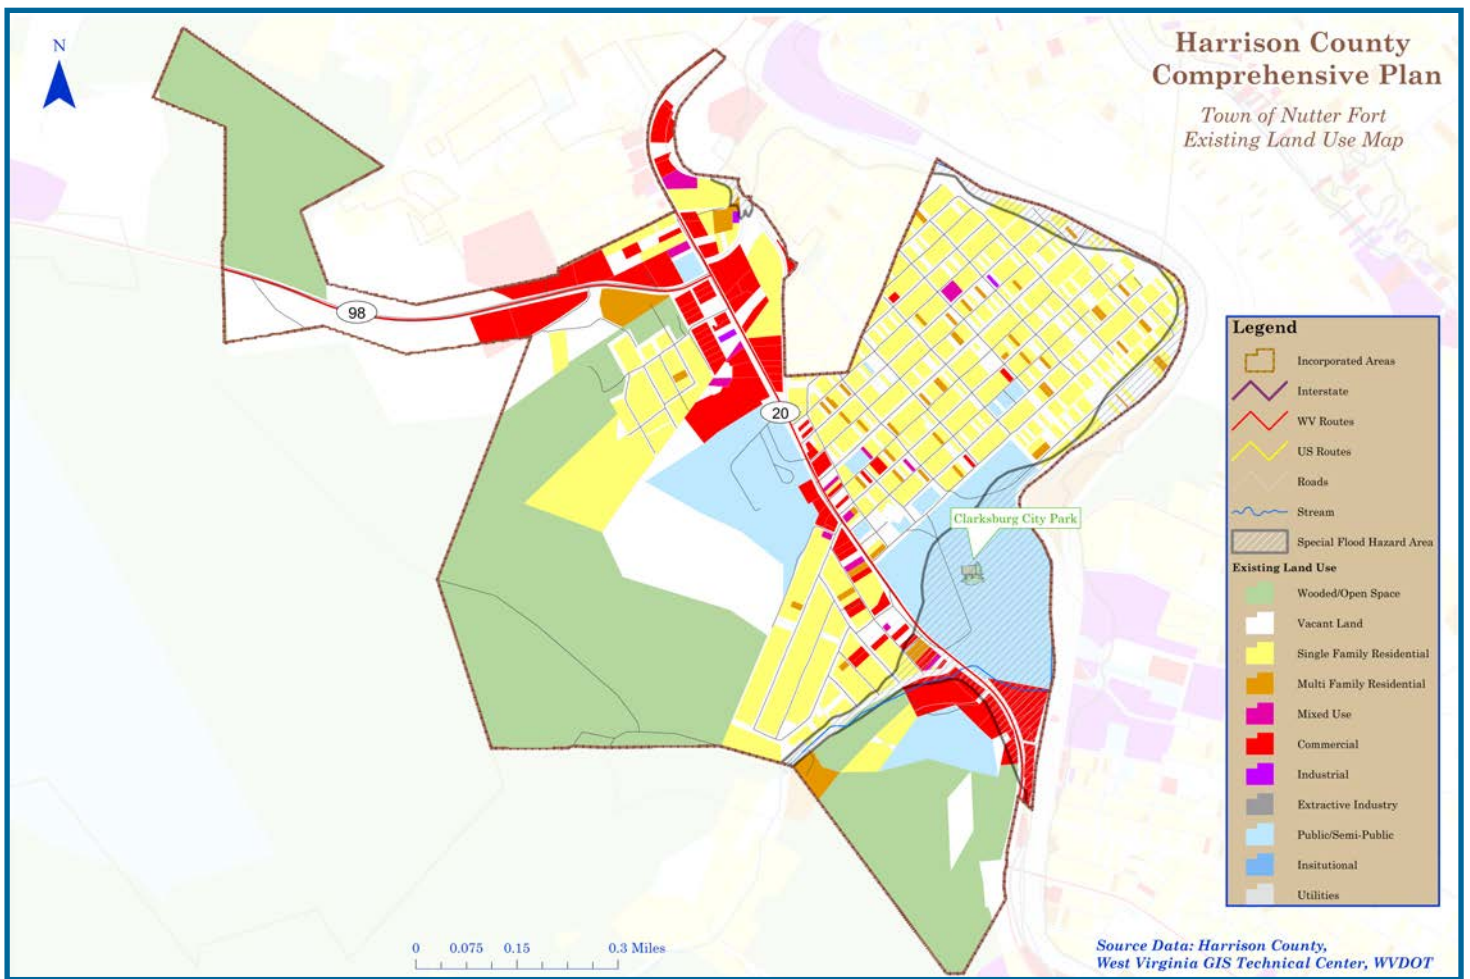 N
Harrison County
Comprehensive Plan
Town of Nutter Fort
Existing Land Use Map
98
20
Clarksburg City Park
Legend
Incorporated Areas
Interstate
WV Routes
US Routes
Roads
Stream
Special Flood Hazard Area
Existing Land Use
Wooded/Open Space
Vacant Land
Single Family Residential
Multi Family Residential
Mixed Use
Commercial
Industrial
Extractive Industry
Public/Semi-Public
Insitutional
Utilities
0 0.075 0.15 0.3 Miles
Source Data: Harrison County,
West Virginia GIS Technical Center, WVDOT